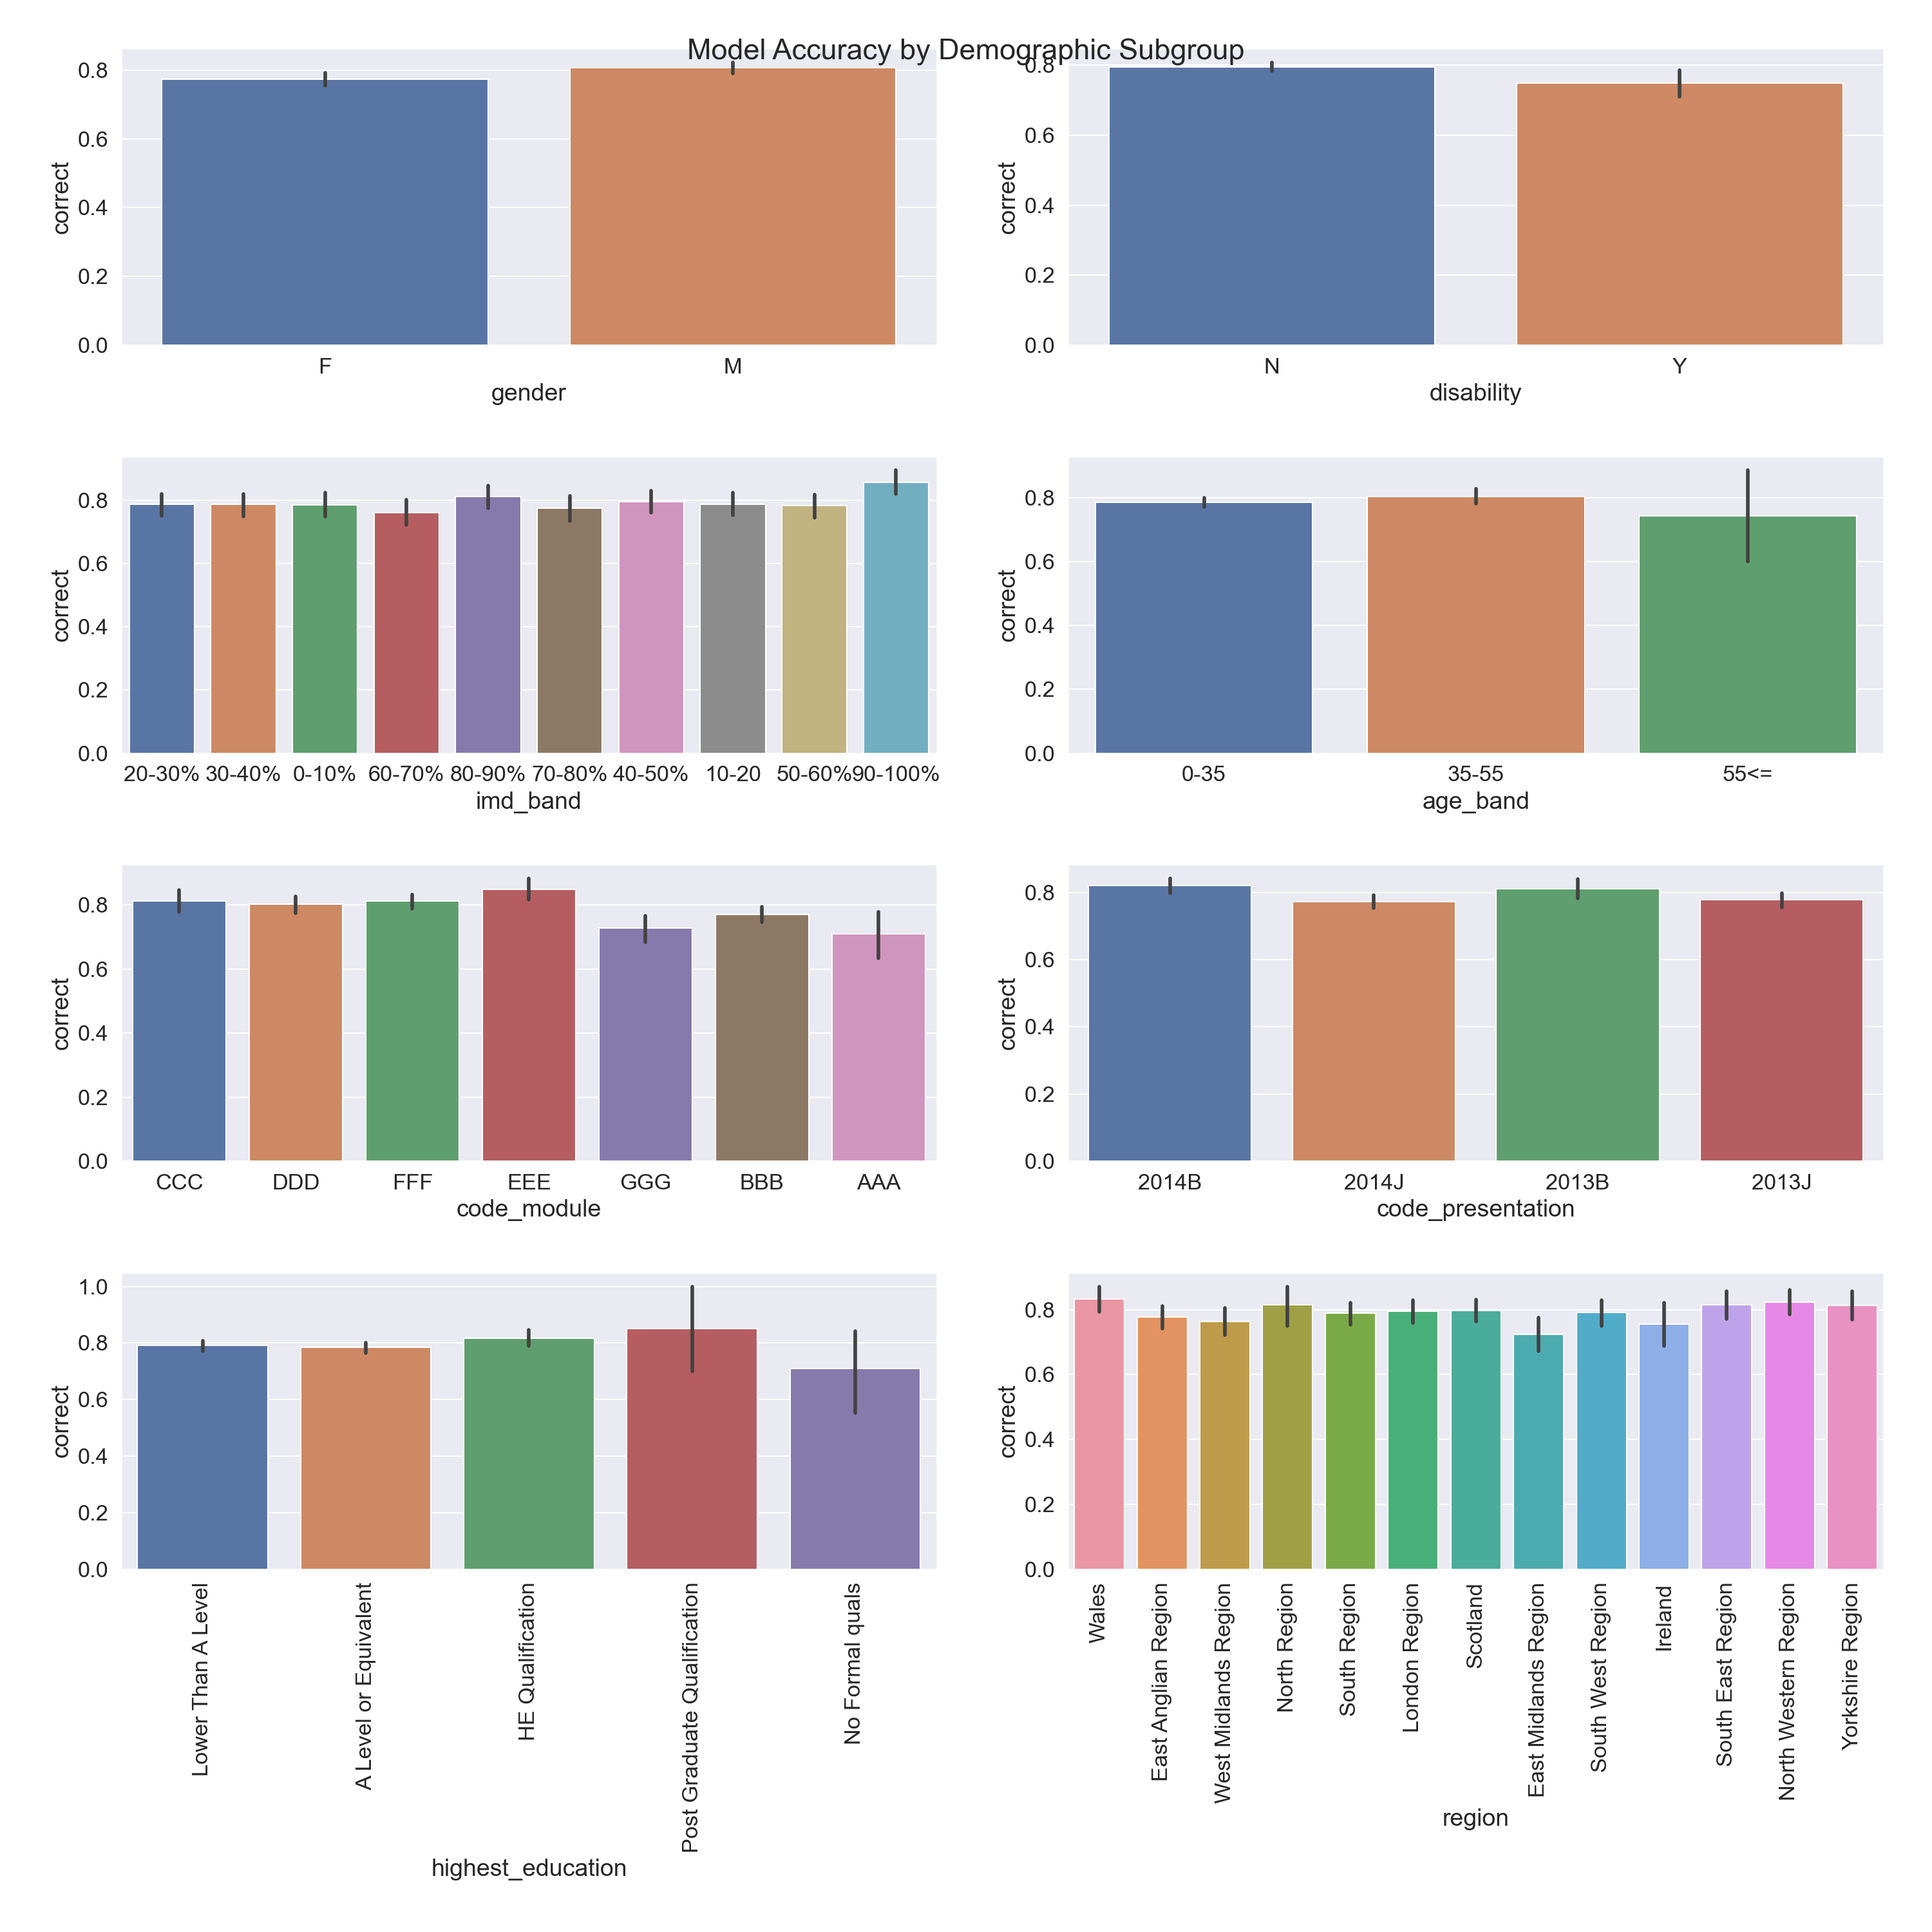 Model Accuracy by Demographic Subgroup
0.8
0.6
0.4
0.2
0.0
correct
F
M
gender
0.8
0.6
0.4
0.2
0.0
correct
N
Y
disability
0.8
0.6
0.4
0.2
0.0
correct
20-30%
30-40%
0-10%
60-70%
80-90%
70-80%
40-50%
10-20
50-60%
90-100%
imd_band
0.8
0.6
0.4
0.2
0.0
correct
0-35
35-55
55<=
age_band
0.8
0.6
0.4
0.2
0.0
correct
CCC
DDD
FFF
EEE
GGG
BBB
AAA
code_module
0.8
0.6
0.4
0.2
0.0
correct
2014B
2014J
2013B
2013J
code_presentation
1.0
0.8
0.6
0.4
0.2
0.0
correct
Lower Than A Level
A Level or Equivalent
HE Qualification
Post Graduate Qualification
No Formal quals
highest_education
0.8
0.6
0.4
0.2
0.0
correct
Wales
East Anglian Region
West Midlands Region
North Region
South Region
London Region
Scotland
East Midlands Region
South West Region
Ireland
South East Region
North Western Region
Yorkshire Region
region